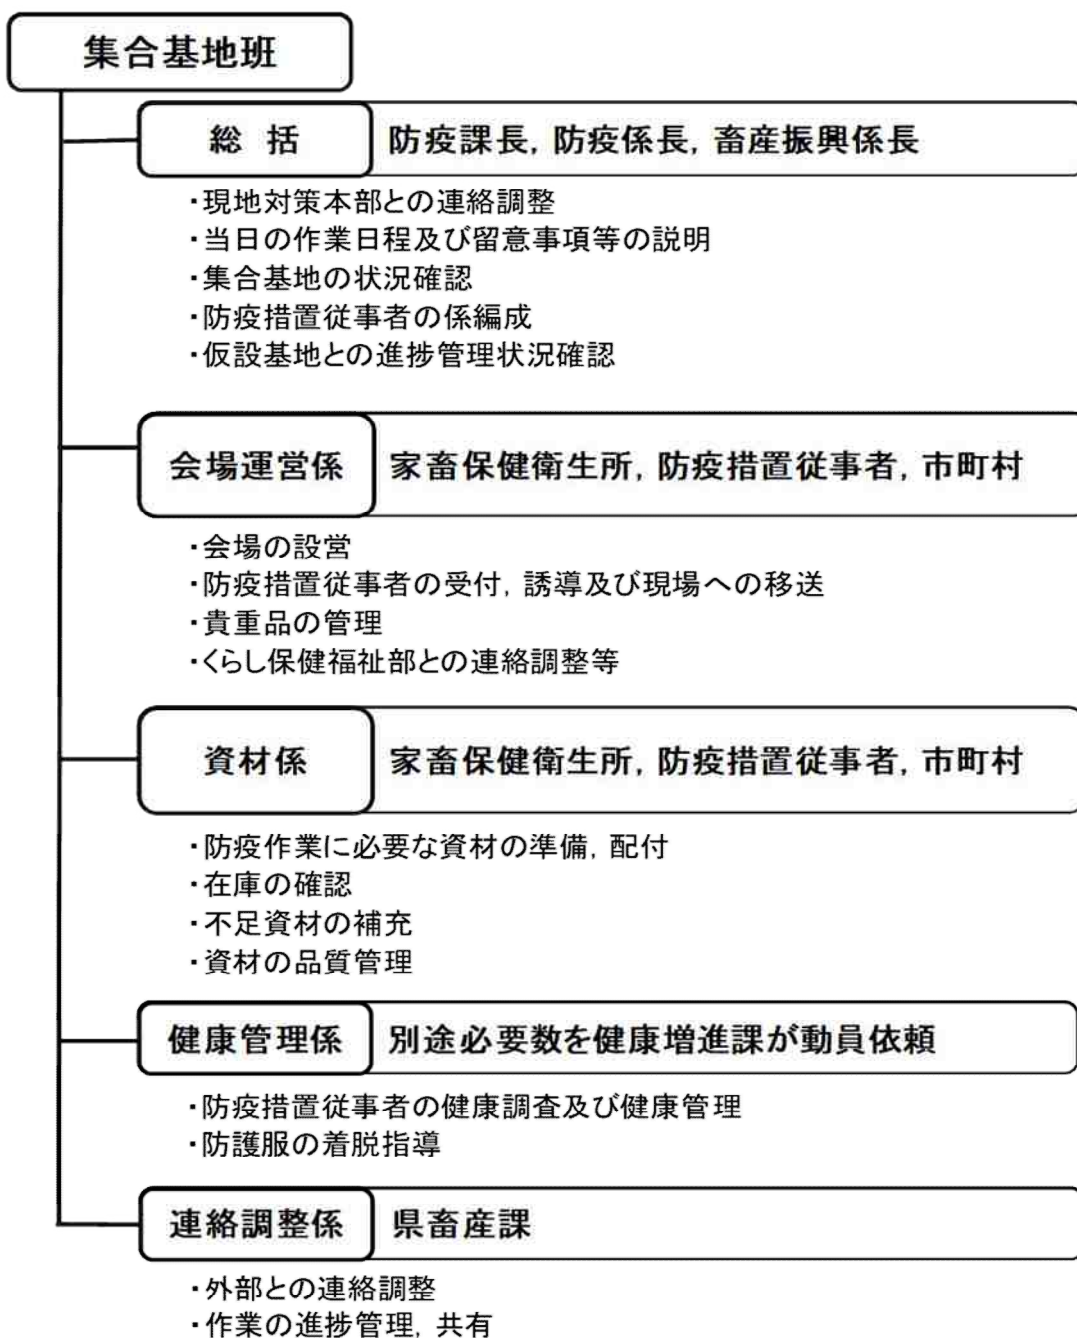 集合基地班
総 括 防疫課長, 防疫係長, 畜産振興係長
・現地対策本部との連絡調整
・当日の作業日程及び留意事項等の説明
・集合基地の状況確認
・防疫措置従事者の係編成
・仮設基地との進捗管理状況確認
会場運営係 家畜保健衛生所, 防疫措置従事者, 市町村
・会場の設営
・防疫措置従事者の受付, 誘導及び現場への移送
・貴重品の管理
・くらし保健福祉部との連絡調整等
資材係 家畜保健衛生所, 防疫措置従事者, 市町村
・防疫作業に必要な資材の準備, 配付
・在庫の確認
・不足資材の補充
・資材の品質管理
健康管理係 別途必要数を健康増進課が動員依頼
・防疫措置従事者の健康調査及び健康管理
・防護服の着脱指導
連絡調整係 県畜産課
・外部との連絡調整
・作業の進捗管理, 共有